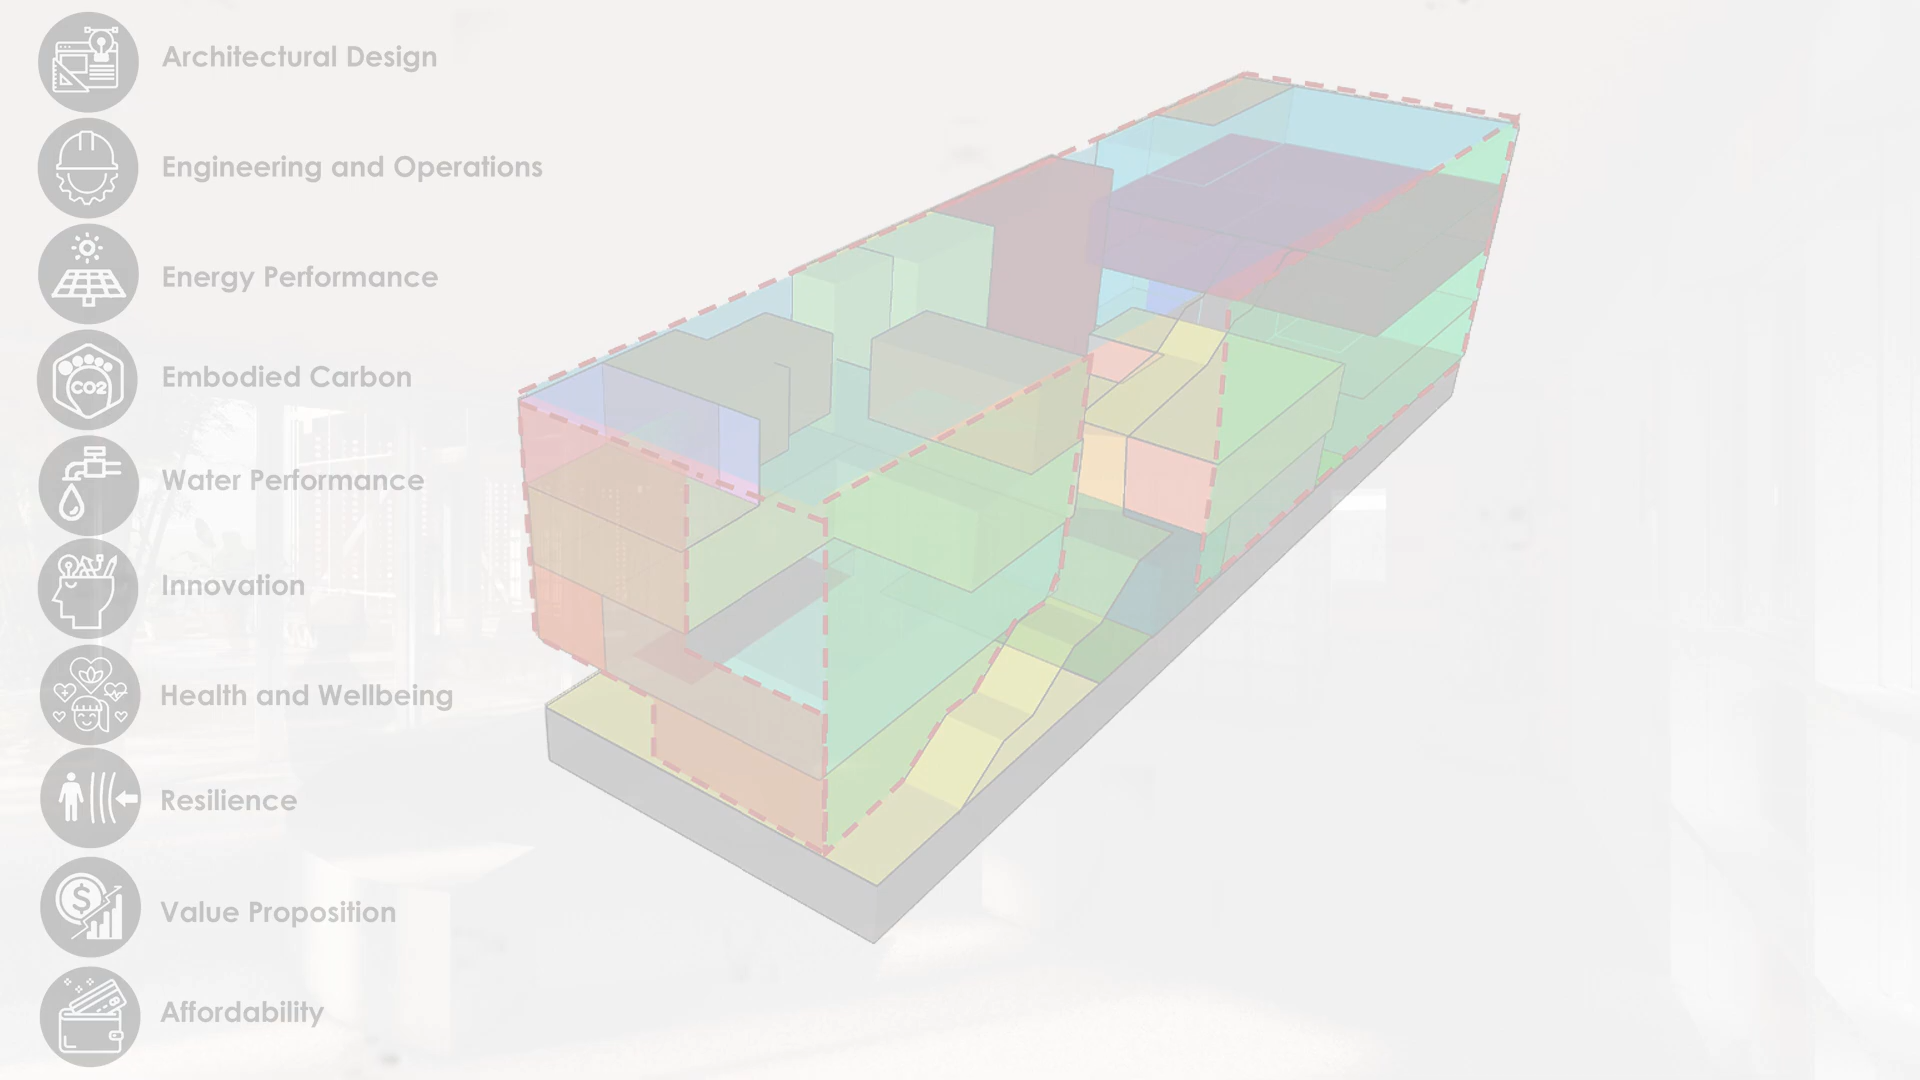 Architectural Design
Engineering and Operations
Energy Performance
CO2
Embodied Carbon
Water Performance
Innovation
Health and Wellbeing
Resilience
$
Value Proposition
Affordability